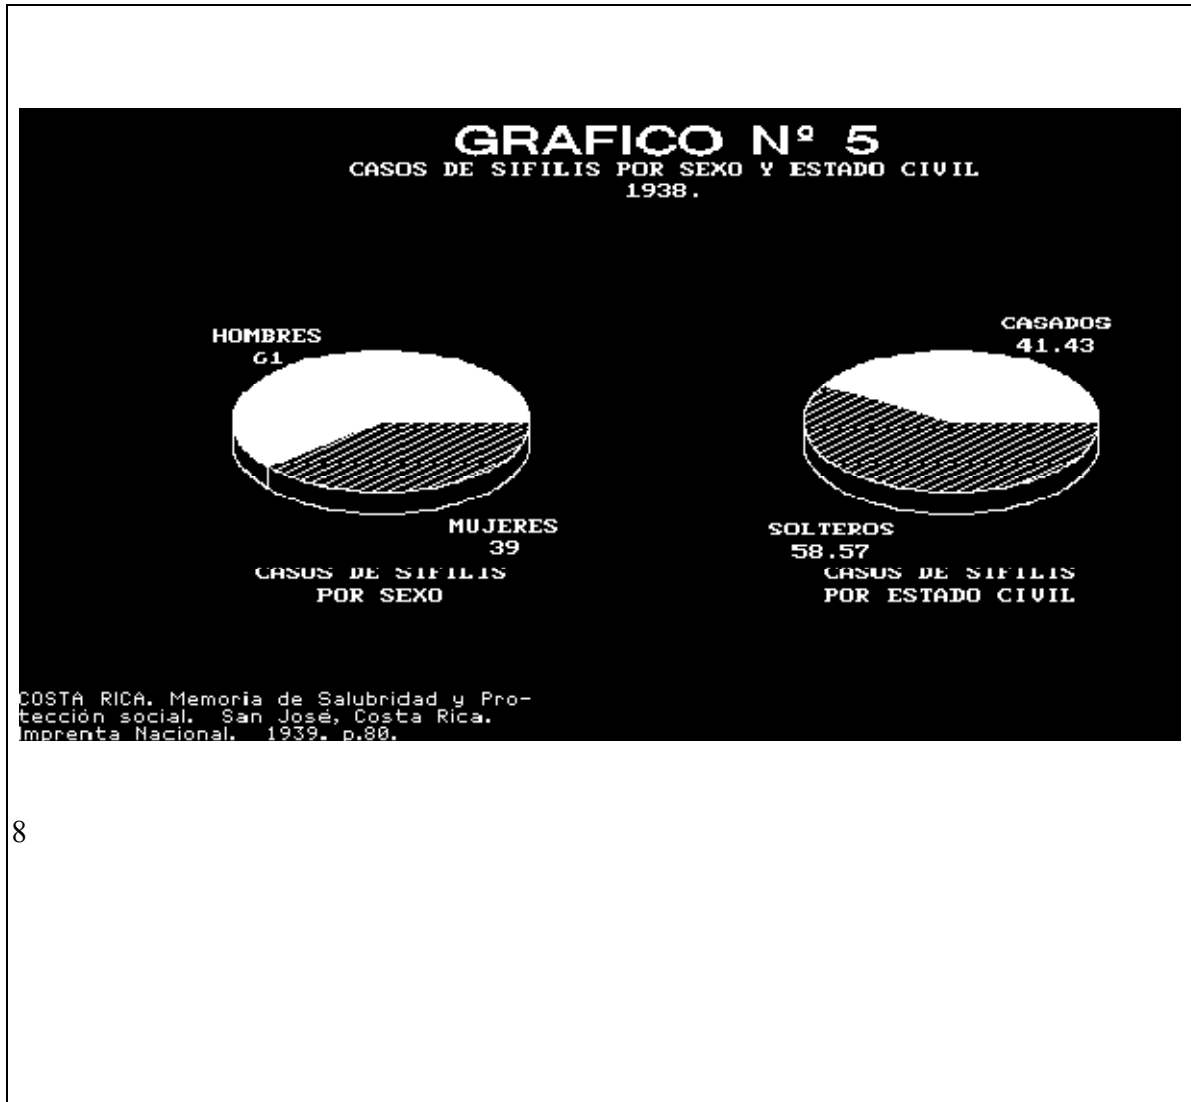 GRAFICO Nº 5
CASOS DE SIFILIS POR SEXO Y ESTADO CIVIL
1938.
HOMBRES
61
MUJERES
39
CASOS DE SIFILIS
POR SEXO
CASADOS
41.43
SOLTEROS
58.57
CASOS DE SIFILIS
POR ESTADO CIVIL
COSTA RICA. Memoria de Salubridad y Pro-
tección social. San José, Costa Rica.
Imprenta Nacional. 1939. p.80.
8